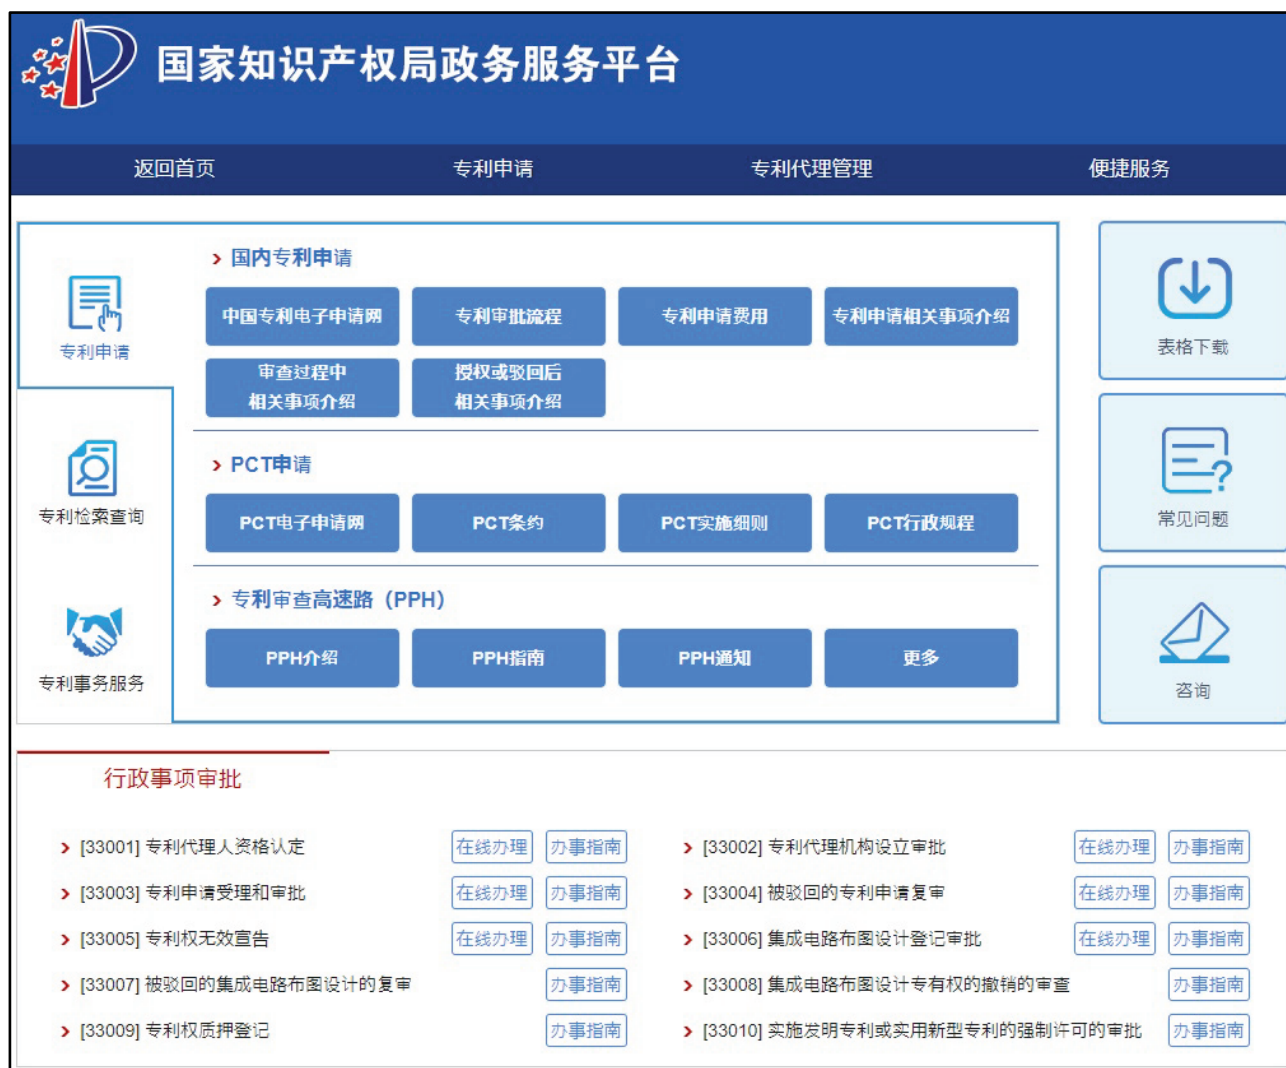 国家知识产权局政务服务平台
返回首页 专利申请 专利代理管理 便捷服务
专利申请
专利检索查询
专利事务服务
国内专利申请
中国专利电子申请网 专利审批流程 专利申请费用 专利申请相关事项介绍
审查过程中
相关事项介绍
授权或驳回后
相关事项介绍
PCT申请
PCT电子申请网 PCT条约 PCT实施细则 PCT行政规程
专利审查高速路（PPH）
PPH介绍 PPH指南 PPH通知 更多
表格下载
常见问题
咨询
行政事项审批
[33001] 专利代理人资格认定 在线办理 办事指南
[33002] 专利代理机构设立审批 在线办理 办事指南
[33003] 专利申请受理和审批 在线办理 办事指南
[33004] 被驳回的专利申请复审 在线办理 办事指南
[33005] 专利权无效宣告 在线办理 办事指南
[33006] 集成电路布图设计登记审批 在线办理 办事指南
[33007] 被驳回的集成电路布图设计的复审 办事指南
[33008] 集成电路布图设计专有权的撤销的审查 办事指南
[33009] 专利权质押登记 办事指南
[33010] 实施发明专利或实用新型专利的强制许可的审批 办事指南